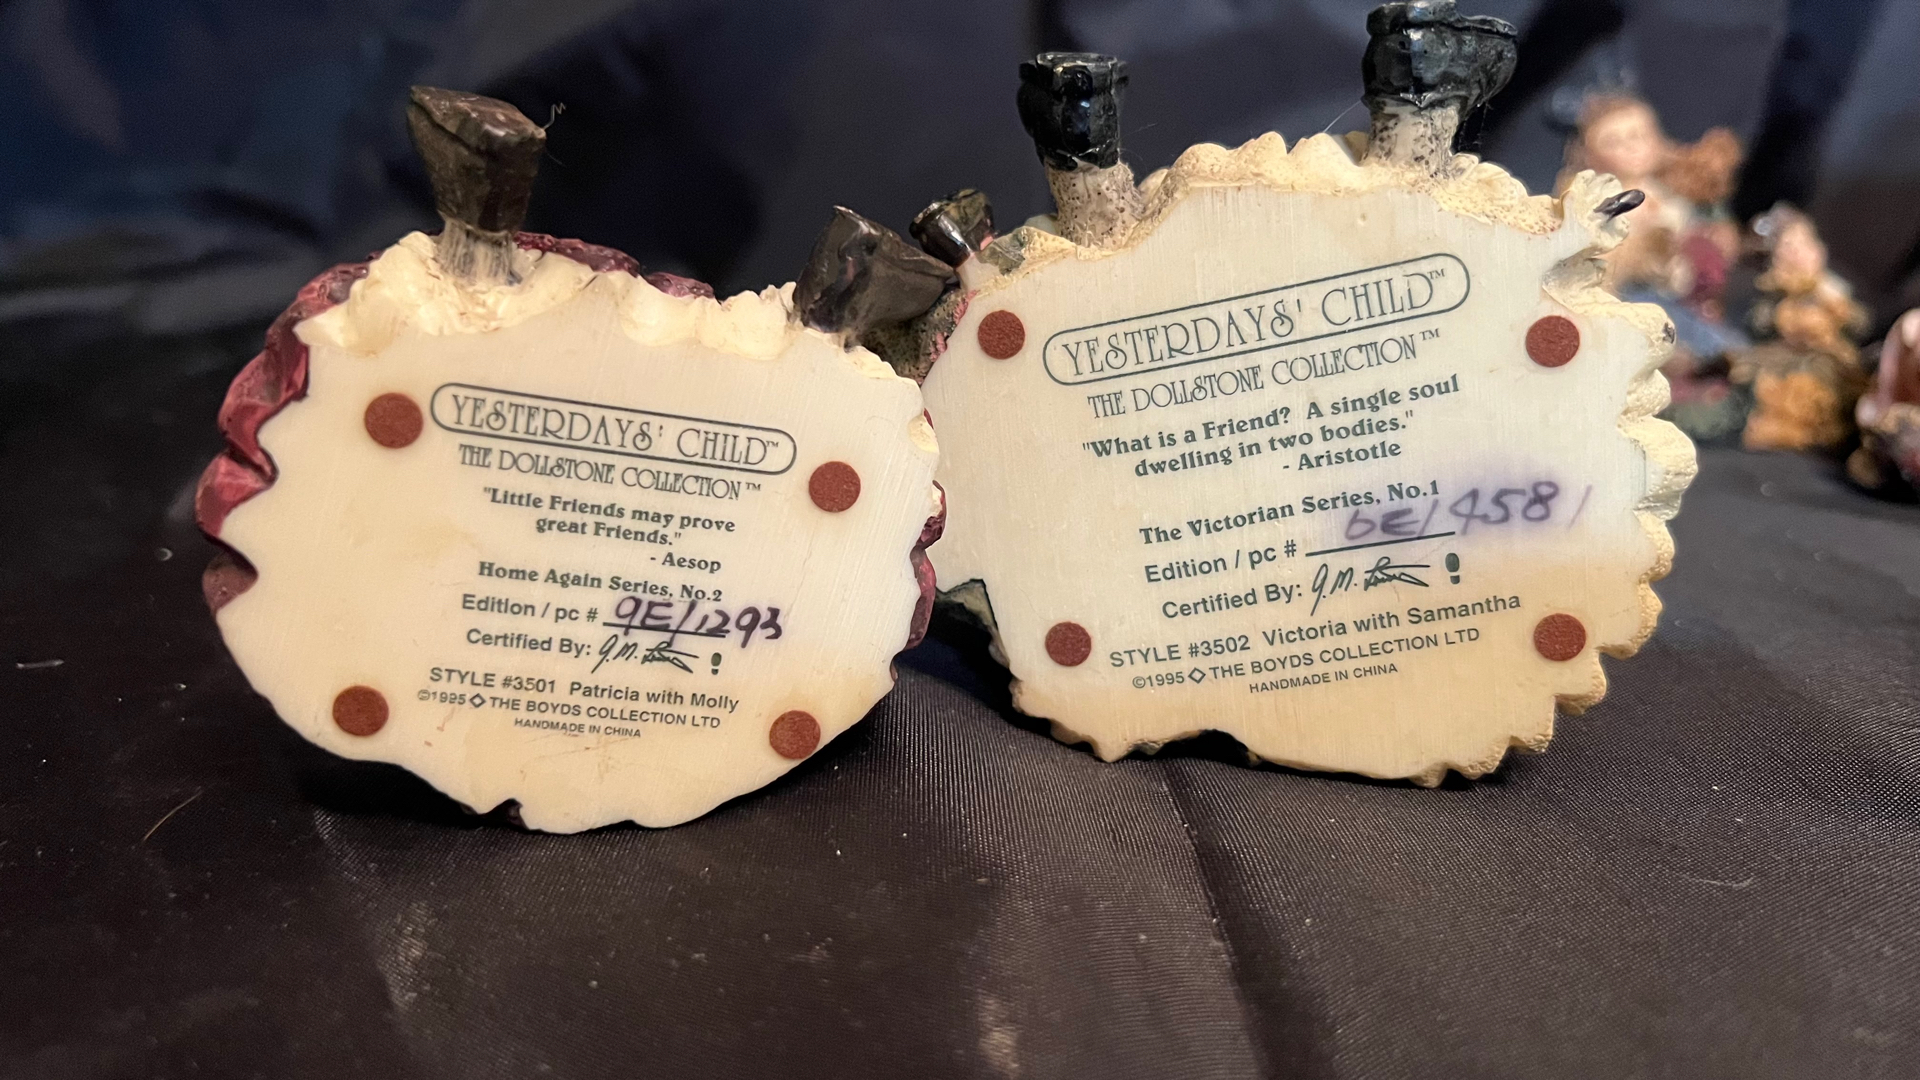 YESTERDAYS' CHILD™
THE DOLLSTONE COLLECTION™
"Little Friends may prove
great Friends."
- Aesop
Home Again Series, No.2
Edition / pc # 9E/1293
Certified By: G.M.
STYLE #3501 Patricia with Molly
©1995 THE BOYDS COLLECTION LTD
HANDMADE IN CHINA
YESTERDAYS' CHILD™
THE DOLLSTONE COLLECTION™
"What is a Friend? A single soul
dwelling in two bodies."
- Aristotle
The Victorian Series, No.1
Edition / pc # 6E/4581
Certified By: G.M.
STYLE #3502 Victoria with Samantha
©1995 THE BOYDS COLLECTION LTD
HANDMADE IN CHINA